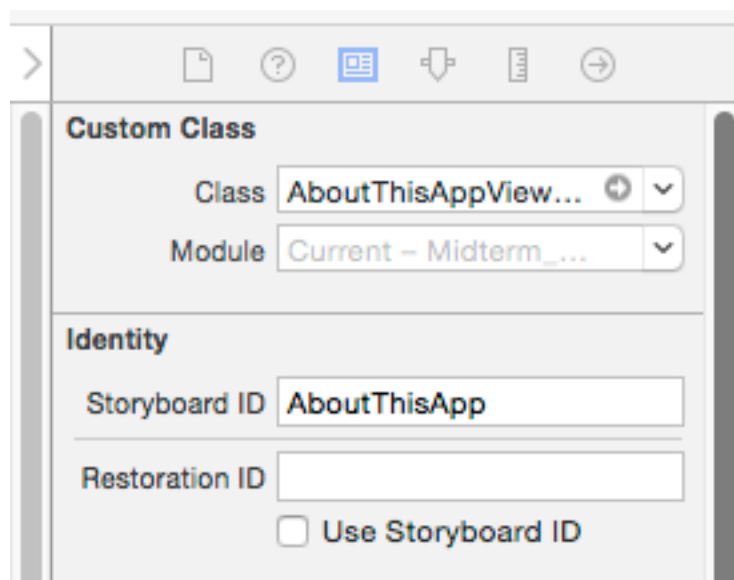 Custom Class
Class AboutThisAppView...
Module Current – Midterm_...
Identity
Storyboard ID AboutThisApp
Restoration ID
Use Storyboard ID